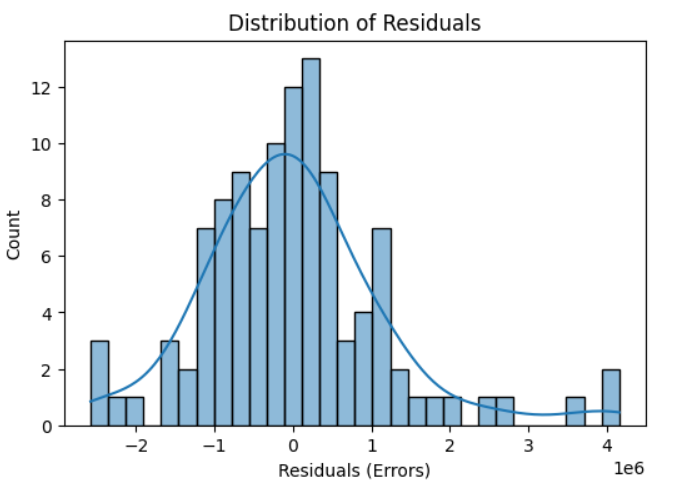 Distribution of Residuals
Count
12
10
8
6
4
2
0
−2 −1 0 1 2 3 4
1e6
Residuals (Errors)